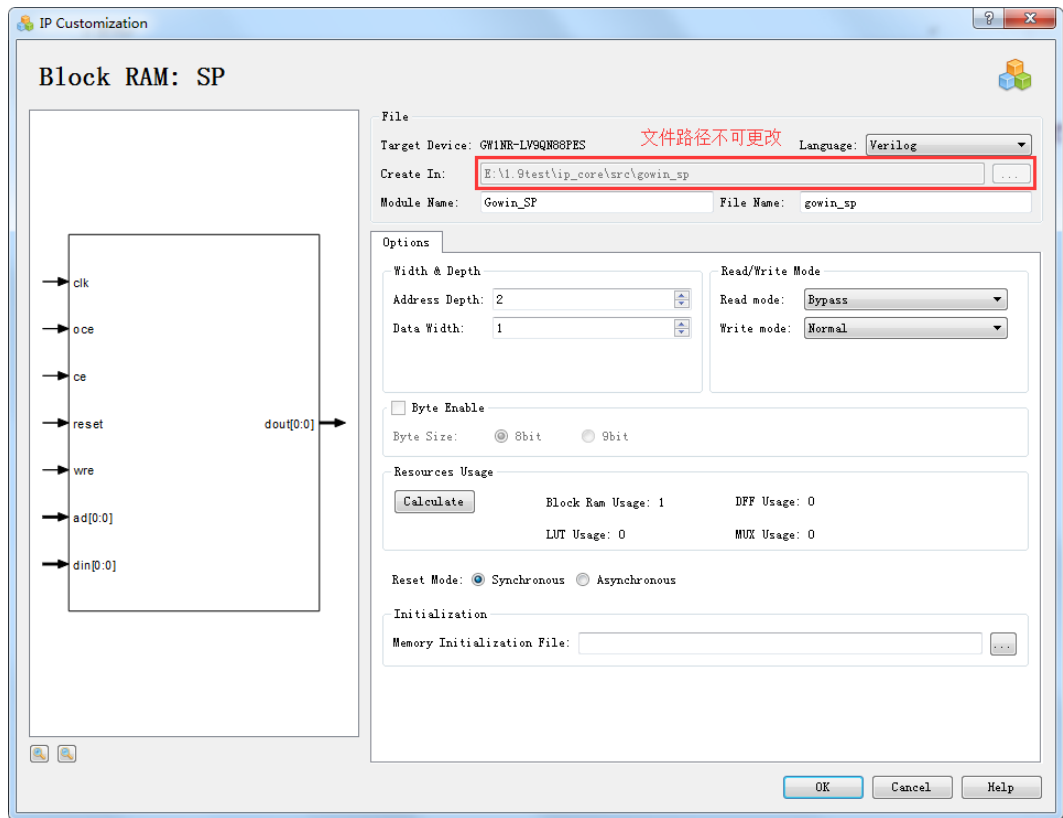 IP Customization
Block RAM: SP
File
Target Device: GW1NR-LV9QN88PES
文件路径不可更改
Language: Verilog
Create In: E:\1.9test\ip_core\src\gowin_sp ...
Module Name: Gowin_SP File Name: gowin_sp
Options
Width & Depth
Address Depth: 2
Data Width: 1
Read/Write Mode
Read mode: Bypass
Write mode: Normal
Byte Enable
Byte Size: 8bit 9bit
Resources Usage
Calculate Block Ram Usage: 1 DFF Usage: 0
LUT Usage: 0 MUX Usage: 0
Reset Mode: Synchronous Asynchronous
Initialization
Memory Initialization File: ...
clk
oce
ce
reset
dout[0:0]
wre
ad[0:0]
din[0:0]
OK Cancel Help